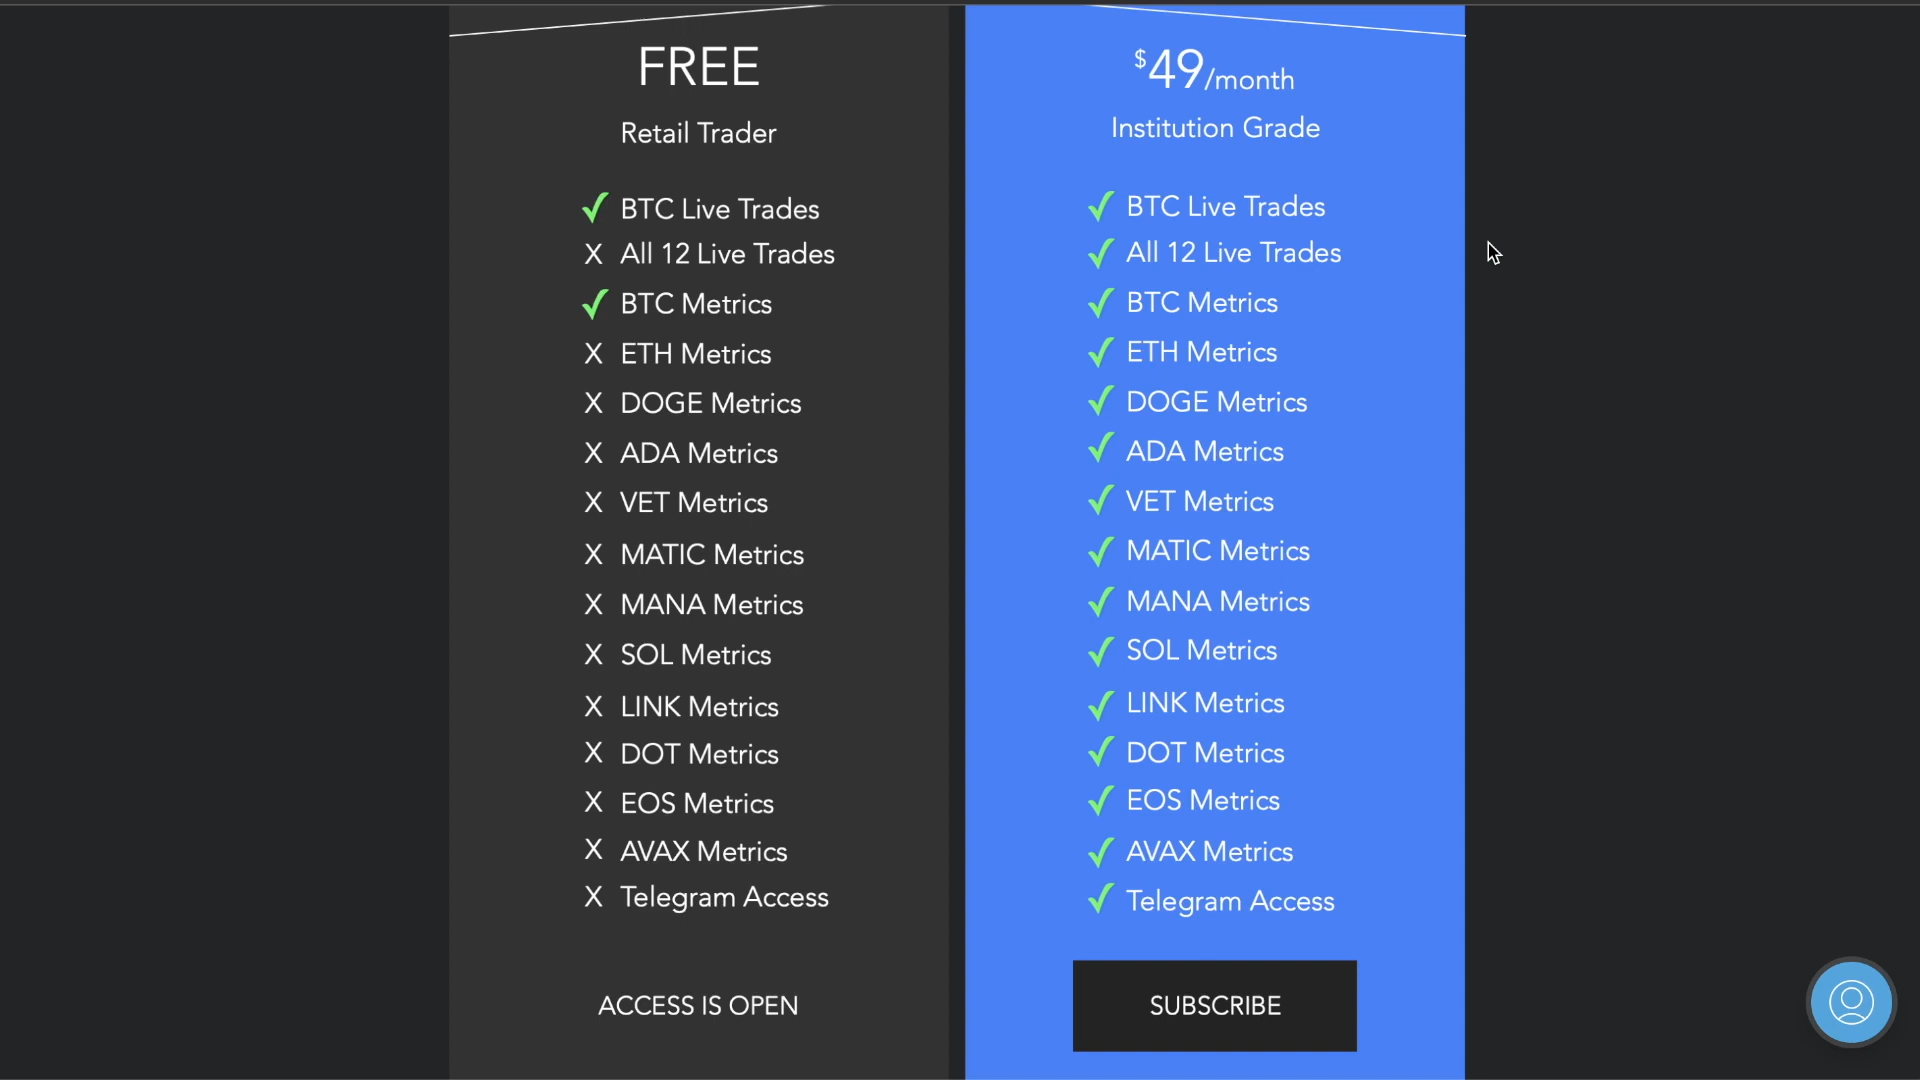 FREE
Retail Trader
✓ BTC Live Trades
X All 12 Live Trades
✓ BTC Metrics
X ETH Metrics
X DOGE Metrics
X ADA Metrics
X VET Metrics
X MATIC Metrics
X MANA Metrics
X SOL Metrics
X LINK Metrics
X DOT Metrics
X EOS Metrics
X AVAX Metrics
X Telegram Access
ACCESS IS OPEN
$49/month
Institution Grade
✓ BTC Live Trades
✓ All 12 Live Trades
✓ BTC Metrics
✓ ETH Metrics
✓ DOGE Metrics
✓ ADA Metrics
✓ VET Metrics
✓ MATIC Metrics
✓ MANA Metrics
✓ SOL Metrics
✓ LINK Metrics
✓ DOT Metrics
✓ EOS Metrics
✓ AVAX Metrics
✓ Telegram Access
SUBSCRIBE